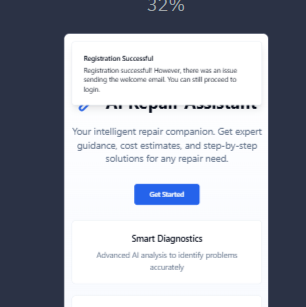 32%
Registration Successful
Registration successful! However, there was an issue
sending the welcome email. You can still proceed to
login.
AI Repair Assistant
Your intelligent repair companion. Get expert
guidance, cost estimates, and step-by-step
solutions for any repair need.
Get Started
Smart Diagnostics
Advanced AI analysis to identify problems
accurately